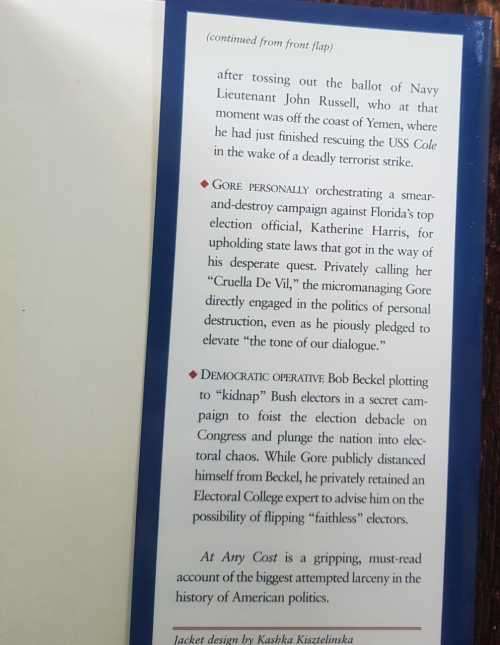 (continued from front flap)
after tossing out the ballot of Navy
Lieutenant John Russell, who at that
moment was off the coast of Yemen, where
he had just finished rescuing the USS Cole
in the wake of a deadly terrorist strike.
◆ GORE PERSONALLY orchestrating a smear-
and-destroy campaign against Florida's top
election official, Katherine Harris, for
upholding state laws that got in the way of
his desperate quest. Privately calling her
“Cruella De Vil,” the micromanaging Gore
directly engaged in the politics of personal
destruction, even as he piously pledged to
elevate “the tone of our dialogue.”
◆ DEMOCRATIC OPERATIVE Bob Beckel plotting
to “kidnap” Bush electors in a secret cam-
paign to foist the election debacle on
Congress and plunge the nation into elec-
toral chaos. While Gore publicly distanced
himself from Beckel, he privately retained an
Electoral College expert to advise him on the
possibility of flipping “faithless” electors.
At Any Cost is a gripping, must-read
account of the biggest attempted larceny in the
history of American politics.
Jacket design by Kashka Kisztelinska